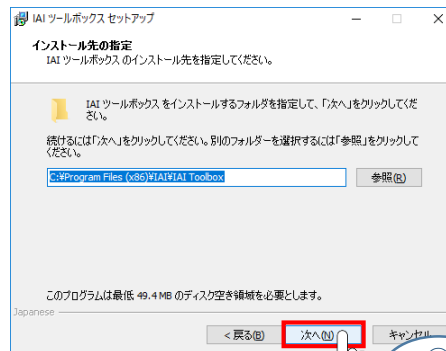 IAI ツールボックス セットアップ
インストール先の指定
IAI ツールボックス のインストール先を指定してください。
IAI ツールボックス をインストールするフォルダを指定して、「次へ」をクリックしてくだ
さい。
続けるには「次へ」をクリックしてください。別のフォルダーを選択するには「参照」をクリックして
ください。
C:¥Program Files (x86)¥IAI¥IAI Toolbox
参照(R)
このプログラムは最低 49.4 MB のディスク空き領域を必要とします。
Japanese
< 戻る(B)
次へ(N)
キャンセル